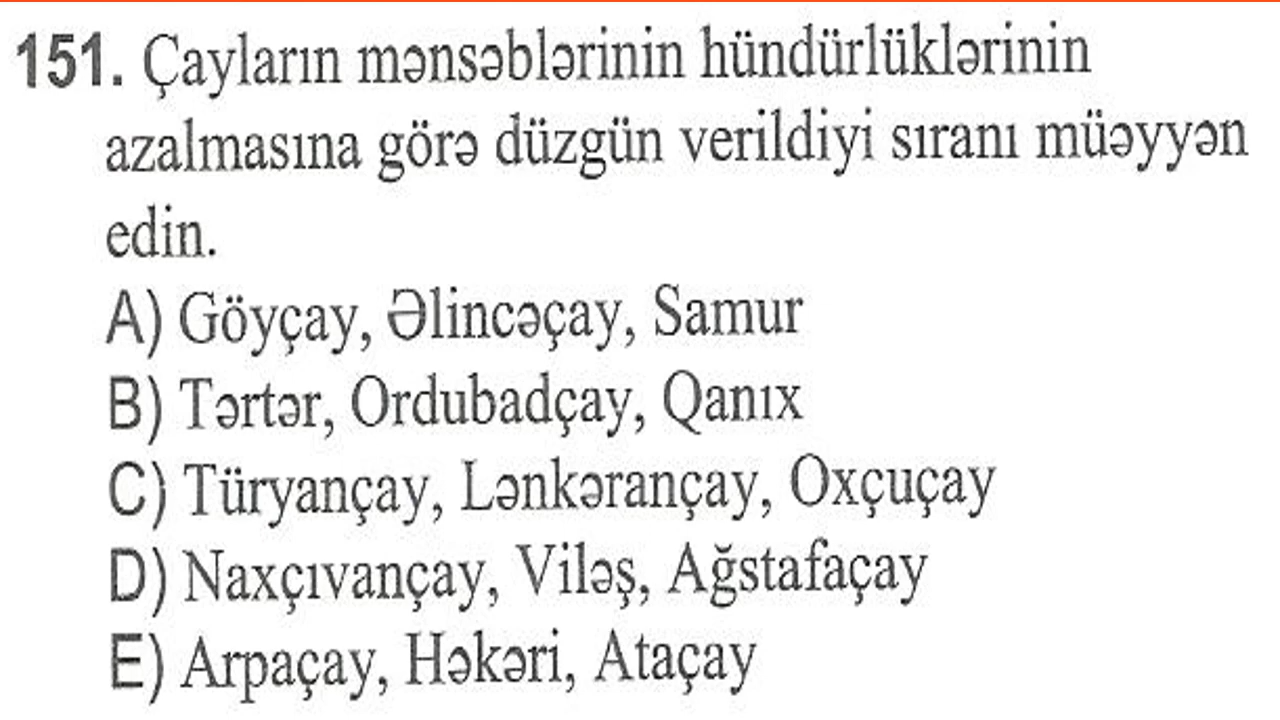 151. Çayların mənsəblərinin hündürlüklərinin
azalmasına görə düzgün verildiyi sıranı müəyyən
edin.
A) Göyçay, Əlincəçay, Samur
B) Tərtər, Ordubadçay, Qanıx
C) Türyançay, Lənkərançay, Oxçuçay
D) Naxçıvançay, Viləş, Ağstafaçay
E) Arpaçay, Həkəri, Ataçay